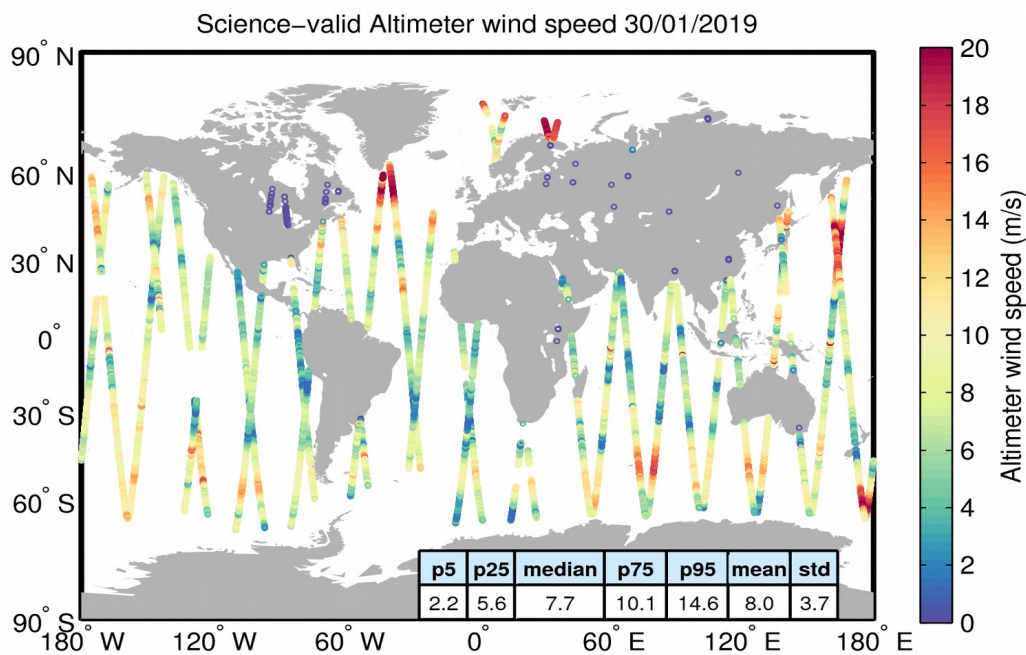 Science−valid Altimeter wind speed 30/01/2019
90° N
60° N
30° N
0°
30° S
60° S
90° S
180° W
120° W
60° W
0°
60° E
120° E
180° E
p5 p25 median p75 p95 mean std
2.2 5.6 7.7 10.1 14.6 8.0 3.7
20
18
16
14
12
10
8
6
4
2
0
Altimeter wind speed (m/s)